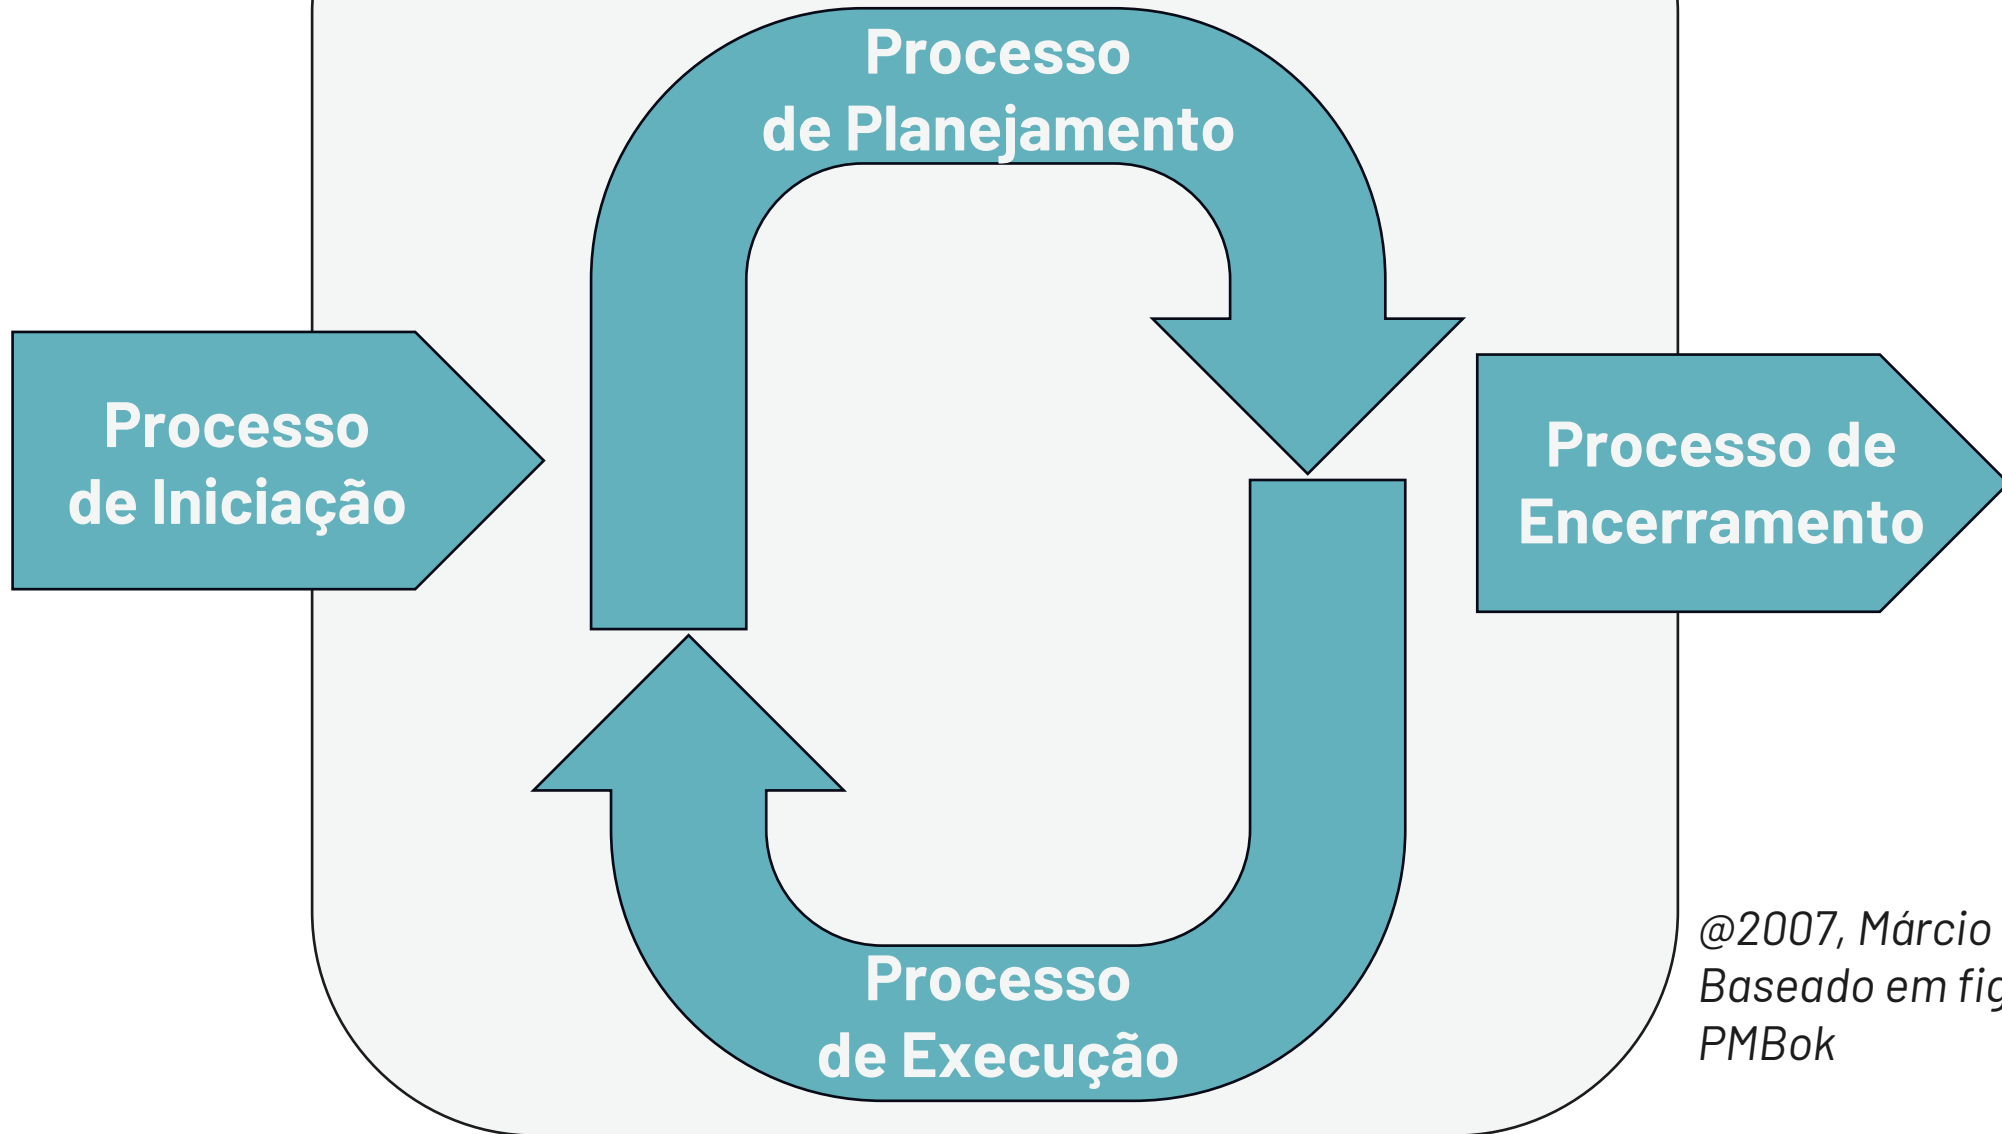 Processo
de Planejamento
Processo
de Iniciação
Processo de
Encerramento
Processo
de Execução
@2007, Márcio
Baseado em
PMBok